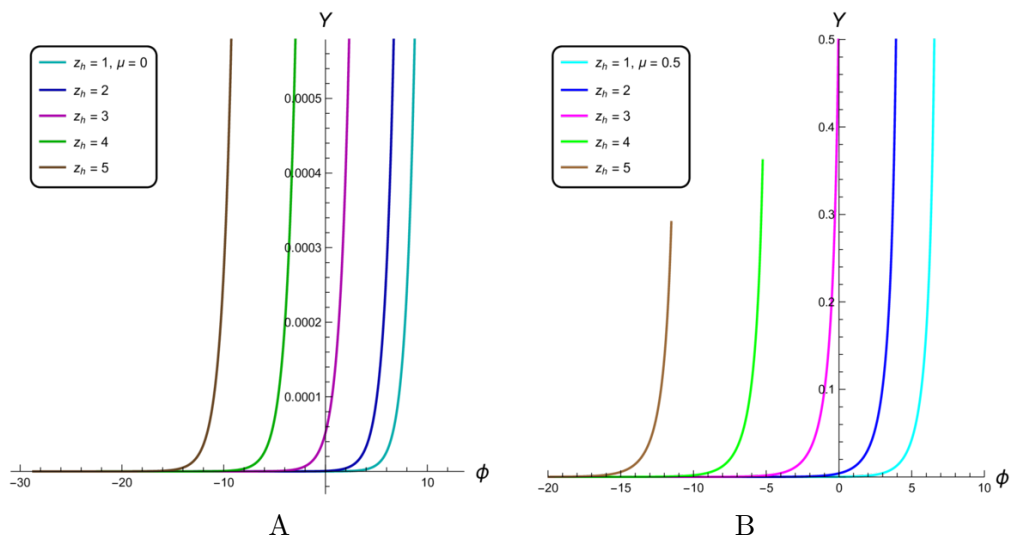 Y
z_h = 1, μ = 0
z_h = 2
z_h = 3
z_h = 4
z_h = 5
0.0005
0.0004
0.0003
0.0002
0.0001
−30 −20 −10 10 ϕ
A
Y
z_h = 1, μ = 0.5
z_h = 2
z_h = 3
z_h = 4
z_h = 5
0.5
0.4
0.3
0.2
0.1
−20 −15 −10 −5 0 5 10 ϕ
B